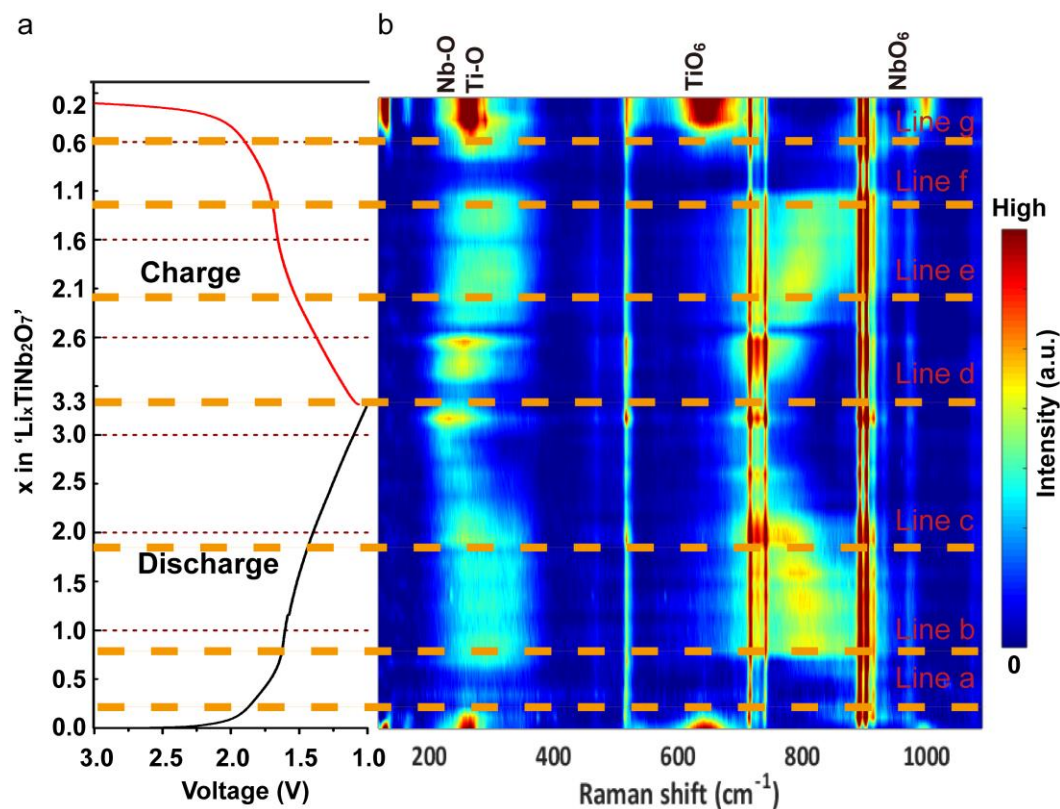 a
b
Nb-O
Ti-O
TiO₆
NbO₆
0.2
0.6
1.1
1.6
2.1
2.6
3.3
3.0
2.5
2.0
1.5
1.0
0.5
0.0
x in 'LiₓTiNb₂O₇'
Charge
Discharge
3.0 2.5 2.0 1.5 1.0
Voltage (V)
Line g
Line f
Line e
Line d
Line c
Line b
Line a
200 400 600 800 1000
Raman shift (cm⁻¹)
High
Intensity (a.u.)
0